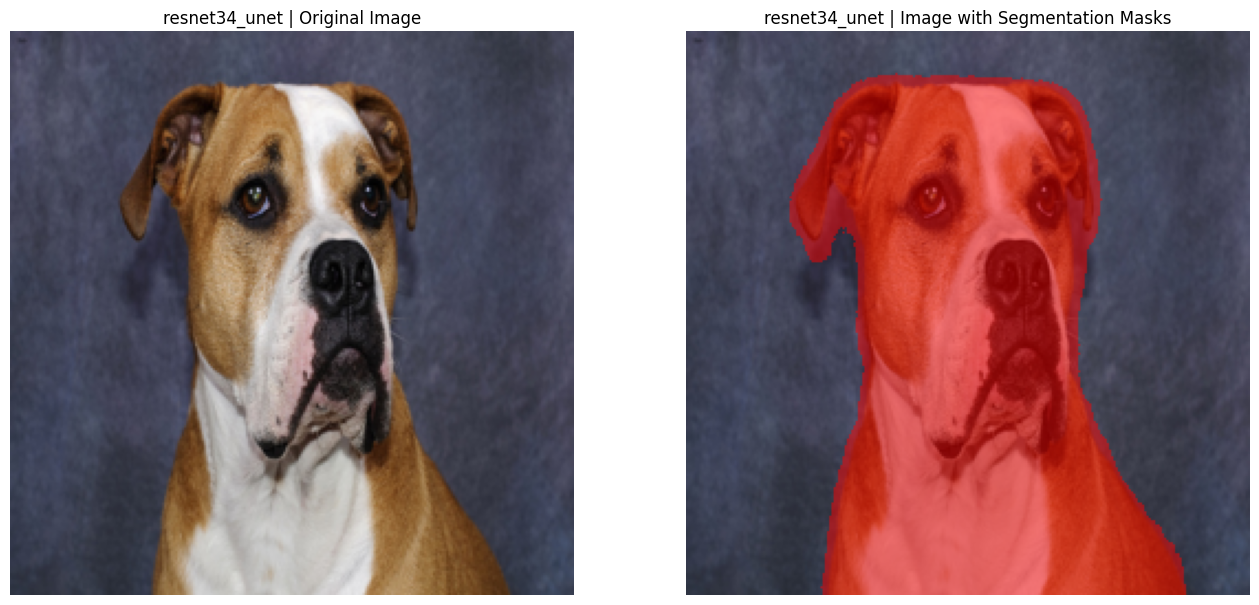 resnet34_unet | Original Image
resnet34_unet | Image with Segmentation Masks